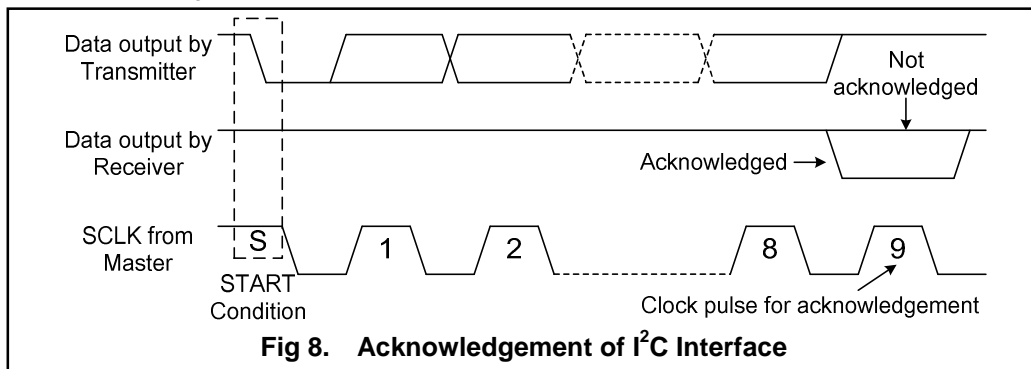 Data output by
Transmitter
Not
acknowledged
Data output by
Receiver
Acknowledged
SCLK from
Master
S
1
2
8
9
START
Condition
Clock pulse for acknowledgement
Fig 8. Acknowledgement of I²C Interface